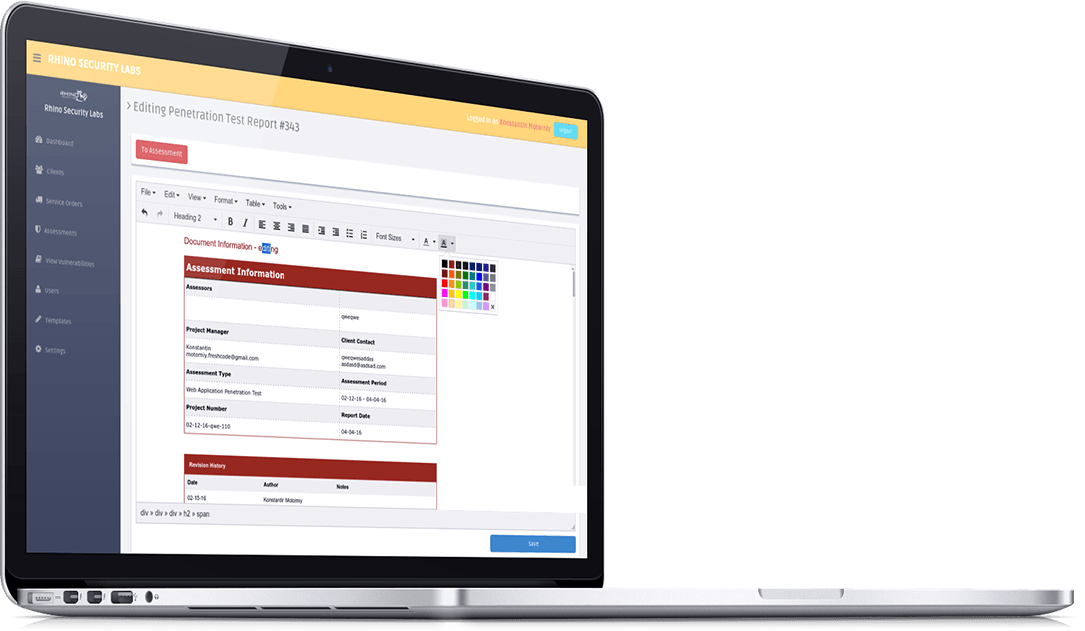 RHINO SECURITY LABS
RHINO
Rhino Security Labs
Dashboard
Clients
Service Orders
Assessments
View Vulnerabilities
Users
Templates
Settings
> Editing Penetration Test Report #343
Logged in as Konstantin Motorniy
Logout
To Assessment
File Edit View Format Table Tools
Heading 2 B I Font Sizes A A
Document Information - editing
Assessment Information
Assessors
qweqwe
Project Manager Client Contact
Konstantin qweqwesaddas
motorniy.freshcode@gmail.com asdasd@asdsad.com
Assessment Type Assessment Period
Web Application Penetration Test 02-12-16 - 04-04-16
Project Number Report Date
02-12-16-qwe-110 04-04-16
Revision History
Date Author Notes
02-15-16 Konstantin Motorniy
div » div » div » h2 » span
Save